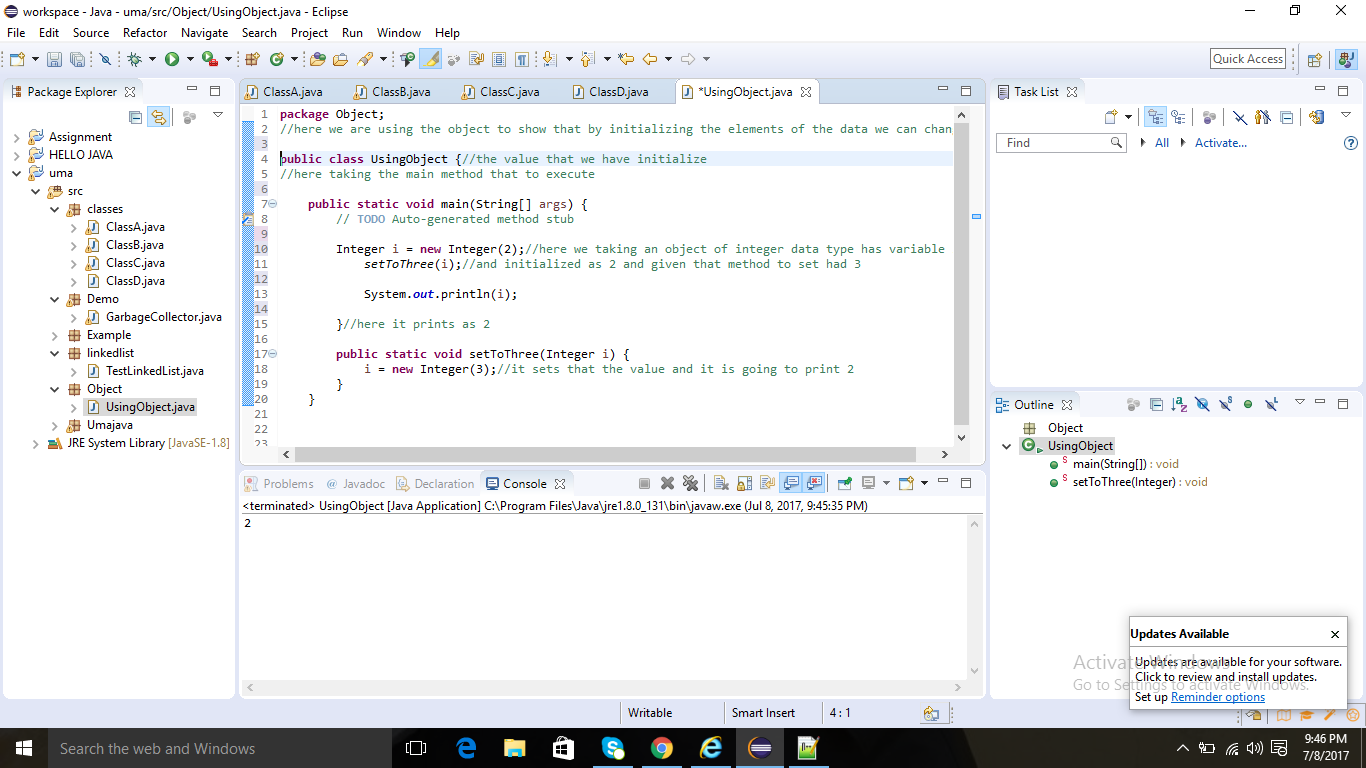 workspace - Java - uma/src/Object/UsingObject.java - Eclipse
File Edit Source Refactor Navigate Search Project Run Window Help
Quick Access
Package Explorer
Assignment
HELLO JAVA
uma
src
classes
ClassA.java
ClassB.java
ClassC.java
ClassD.java
Demo
GarbageCollector.java
Example
linkedlist
TestLinkedList.java
Object
UsingObject.java
Umajava
JRE System Library [JavaSE-1.8]
ClassA.java ClassB.java ClassC.java ClassD.java *UsingObject.java
1 package Object;
2 //here we are using the object to show that by initializing the elements of the data we can chan
3
4 public class UsingObject {//the value that we have initialize
5 //here taking the main method that to execute
6
7 public static void main(String[] args) {
8 // TODO Auto-generated method stub
9
10 Integer i = new Integer(2);//here we taking an object of integer data type has variable
11 setToThree(i);//and initialized as 2 and given that method to set had 3
12
13 System.out.println(i);
14
15 }//here it prints as 2
16
17 public static void setToThree(Integer i) {
18 i = new Integer(3);//it sets that the value and it is going to print 2
19 }
20 }
21
22
23
Problems @ Javadoc Declaration Console
<terminated> UsingObject [Java Application] C:\Program Files\Java\jre1.8.0_131\bin\javaw.exe (Jul 8, 2017, 9:45:35 PM)
2
Task List
Find All Activate...
Outline
Object
UsingObject
main(String[]) : void
setToThree(Integer) : void
Updates Available
Updates are available for your software.
Click to review and install updates.
Set up Reminder options
Activate Windows
Go to Settings to activate Windows.
Writable Smart Insert 4 : 1
Search the web and Windows
9:46 PM
7/8/2017